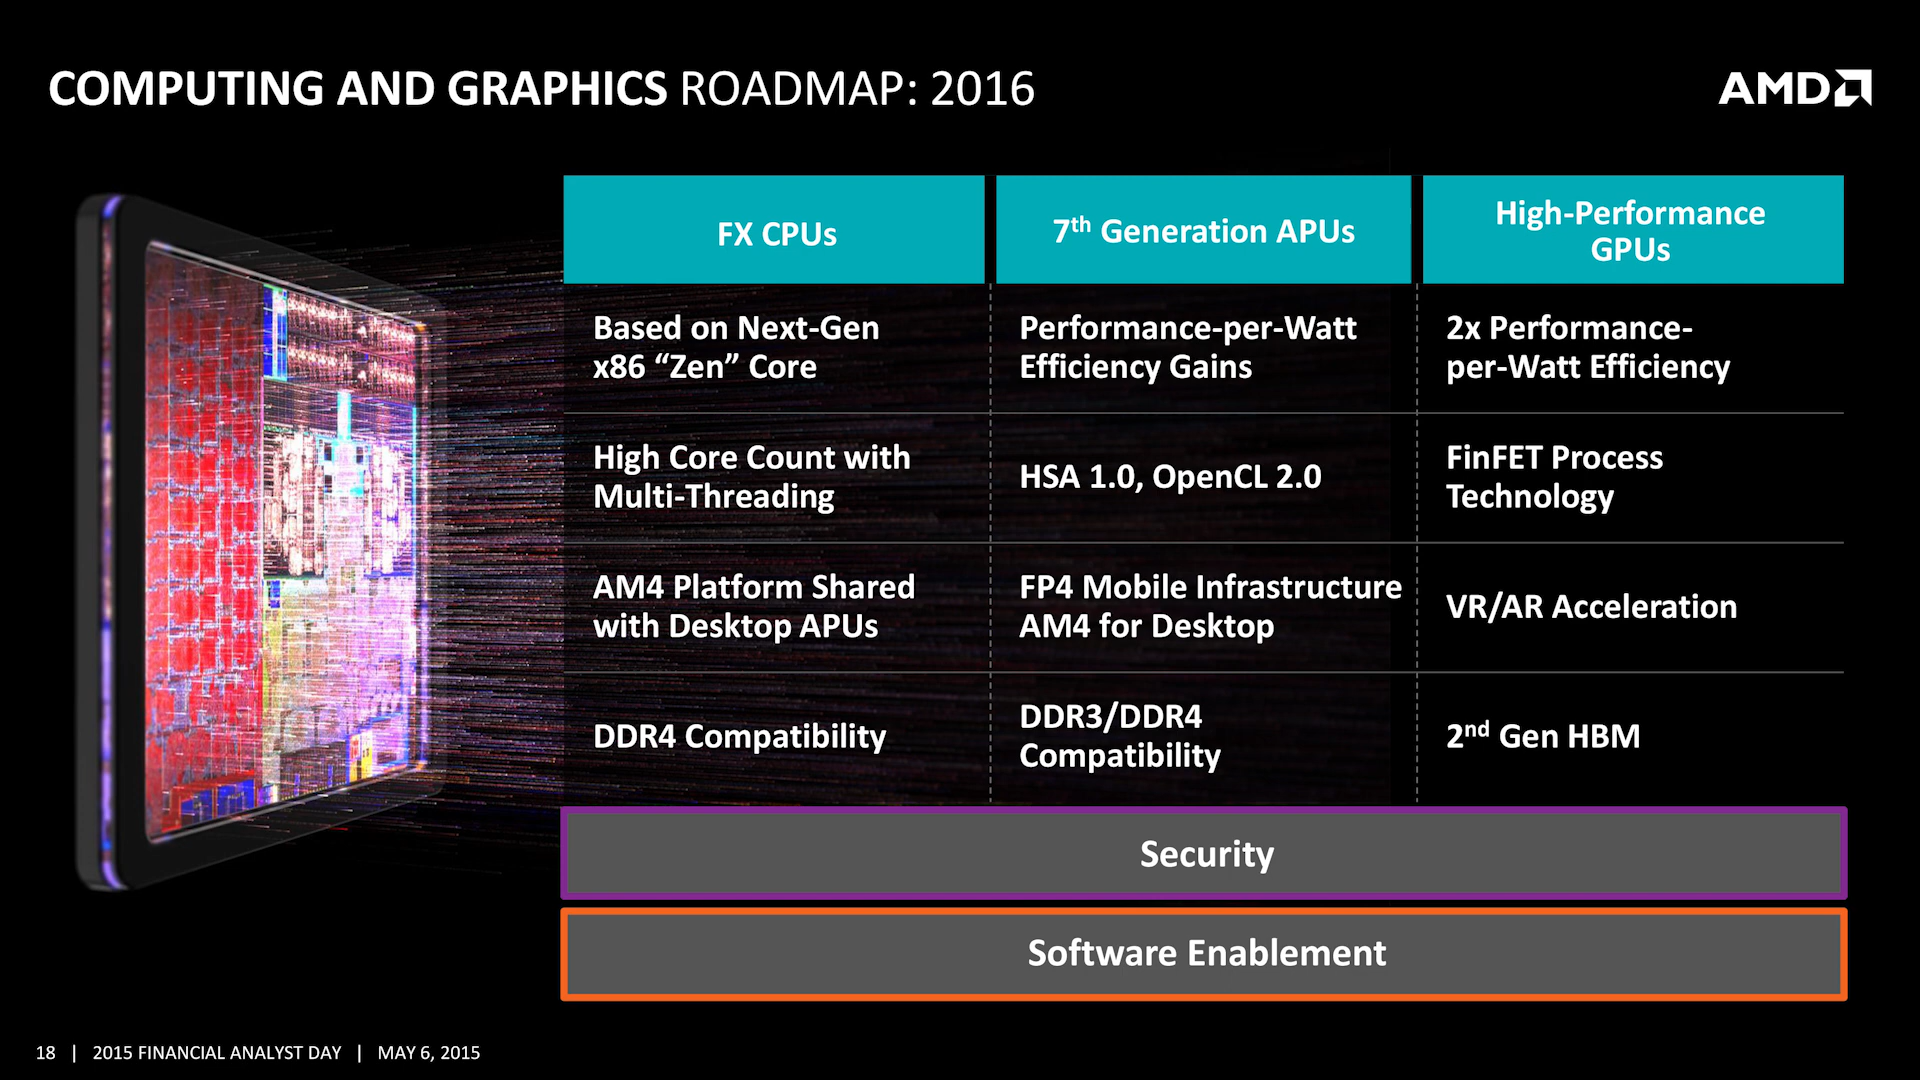 COMPUTING AND GRAPHICS ROADMAP: 2016
AMD
FX CPUs
7th Generation APUs
High-Performance
GPUs
Based on Next-Gen
x86 “Zen” Core
Performance-per-Watt
Efficiency Gains
2x Performance-
per-Watt Efficiency
High Core Count with
Multi-Threading
HSA 1.0, OpenCL 2.0
FinFET Process
Technology
AM4 Platform Shared
with Desktop APUs
FP4 Mobile Infrastructure
AM4 for Desktop
VR/AR Acceleration
DDR4 Compatibility
DDR3/DDR4
Compatibility
2nd Gen HBM
Security
Software Enablement
18 | 2015 FINANCIAL ANALYST DAY | MAY 6, 2015